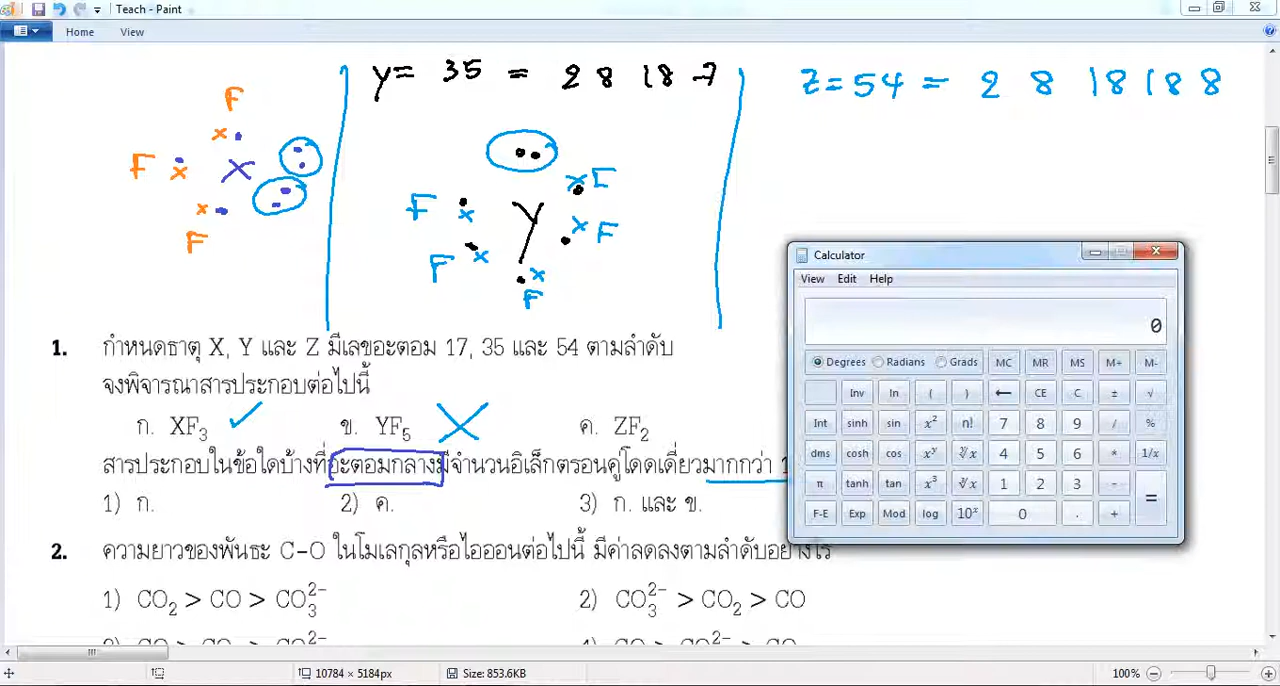 Teach - Paint
Home View
y = 35 = 2 8 18 7
Z = 54 = 2 8 18 18 8
F
x
F x X
x
F
x F
F x Y x F
F x x
F
Calculator
View Edit Help
0
Degrees Radians Grads MC MR MS M+ M-
Inv ln ( ) ← CE C ± √
Int sinh sin x² n! 7 8 9 / %
dms cosh cos xʸ ʸ√x 4 5 6 * 1/x
π tanh tan x³ ³√x 1 2 3 - =
F-E Exp Mod log 10ˣ 0 . +
1. กำหนดธาตุ X, Y และ Z มีเลขอะตอม 17, 35 และ 54 ตามลำดับ
จงพิจารณาสารประกอบต่อไปนี้
ก. XF₃ ✓ ข. YF₅ X ค. ZF₂
สารประกอบในข้อใดบ้างที่อะตอมกลางมีจำนวนอิเล็กตรอนคู่โดดเดี่ยวมากกว่า 1
1) ก. 2) ค. 3) ก. และ ข.
2. ความยาวของพันธะ C-O ในโมเลกุลหรือไอออนต่อไปนี้ มีค่าลดลงตามลำดับอย่างไร
1) CO₂ > CO > CO₃²⁻ 2) CO₃²⁻ > CO₂ > CO
10784 × 5184px Size: 853.6KB 100%